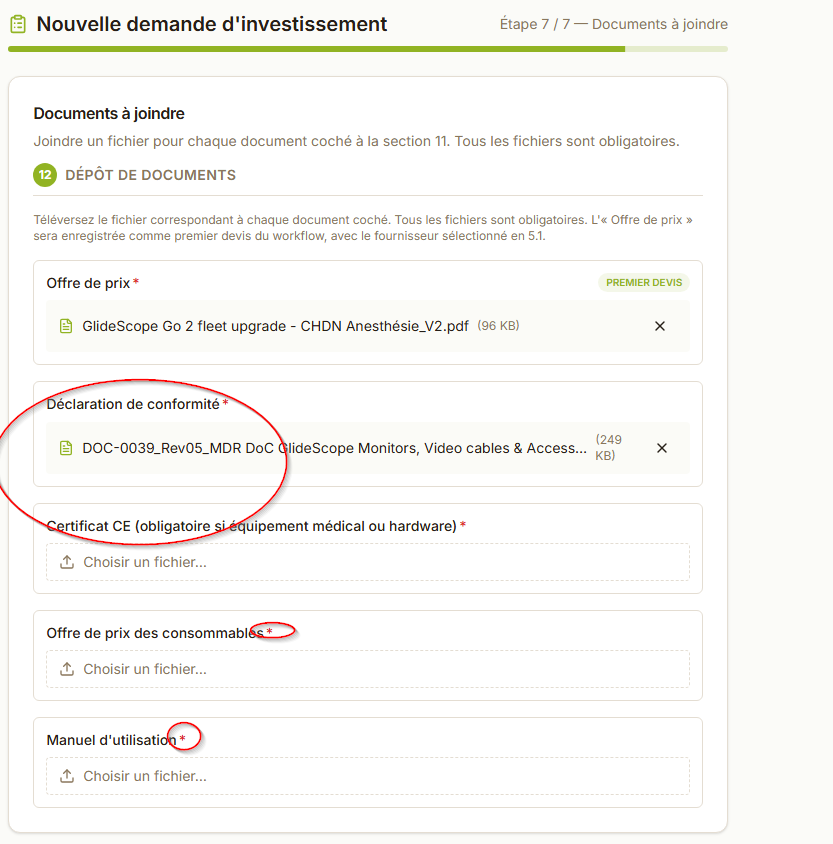 Nouvelle demande d'investissement
Étape 7 / 7 — Documents à joindre
Documents à joindre
Joindre un fichier pour chaque document coché à la section 11. Tous les fichiers sont obligatoires.
12 DÉPÔT DE DOCUMENTS
Téléversez le fichier correspondant à chaque document coché. Tous les fichiers sont obligatoires. L'« Offre de prix »
sera enregistrée comme premier devis du workflow, avec le fournisseur sélectionné en 5.1.
Offre de prix *
PREMIER DEVIS
GlideScope Go 2 fleet upgrade - CHDN Anesthésie_V2.pdf (96 KB)
Déclaration de conformité *
DOC-0039_Rev05_MDR DoC GlideScope Monitors, Video cables & Access... (249
KB)
Certificat CE (obligatoire si équipement médical ou hardware) *
Choisir un fichier...
Offre de prix des consommables *
Choisir un fichier...
Manuel d'utilisation *
Choisir un fichier...